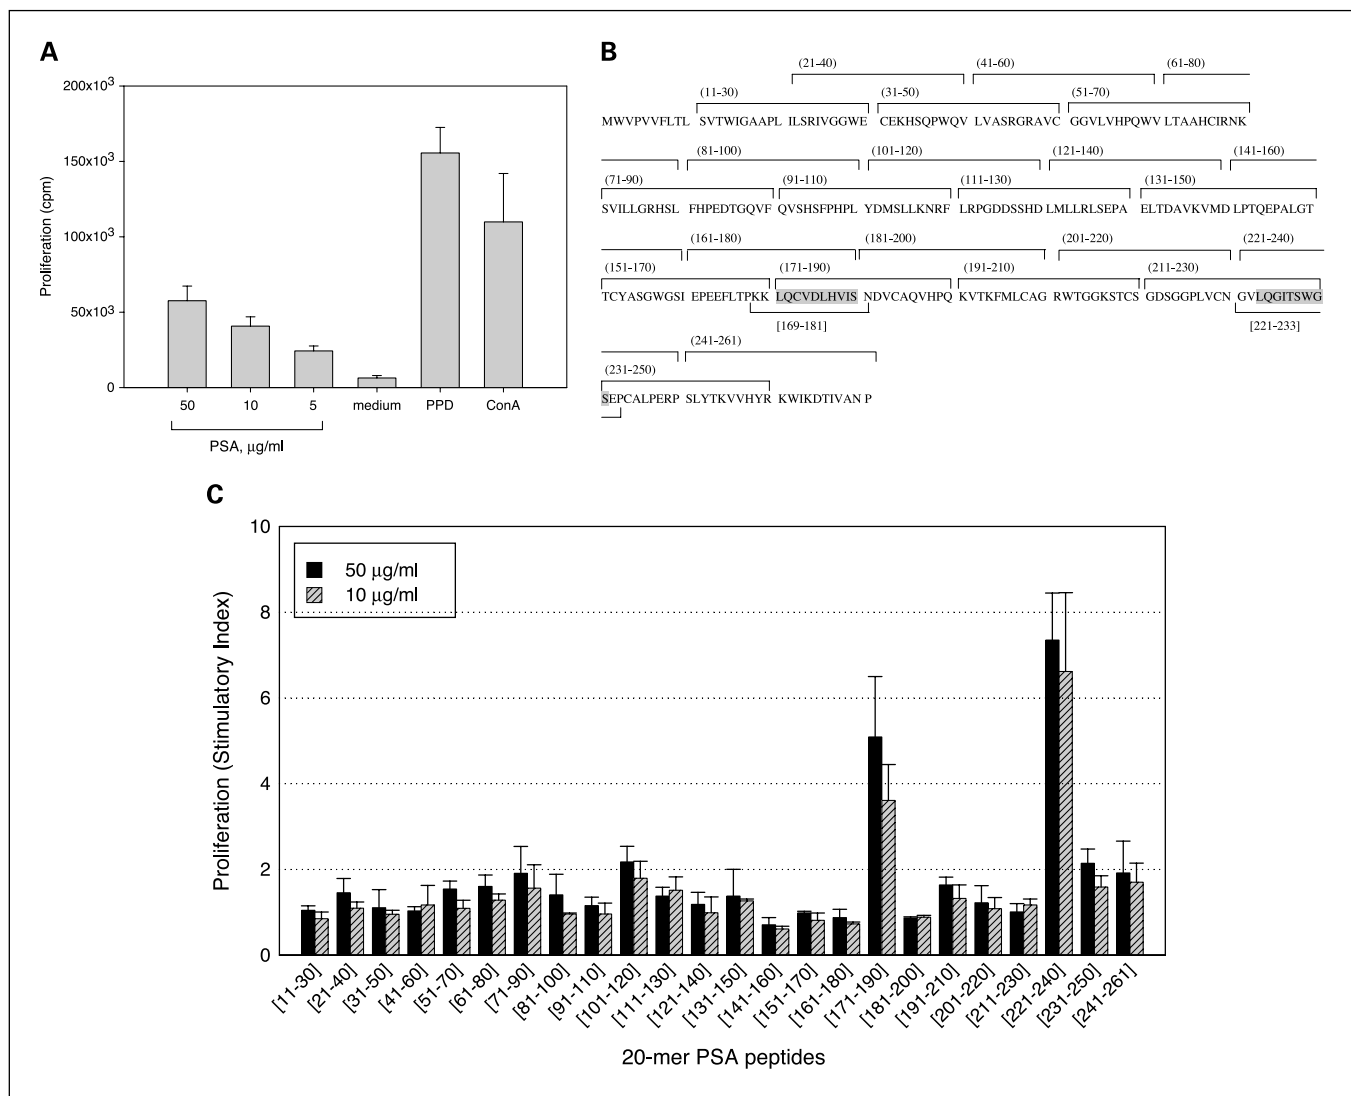 A
200x10³
150x10³
100x10³
50x10³
0
Proliferation (cpm)
50 10 5 medium PPD ConA
PSA, μg/ml
B
(21-40) (41-60) (61-80)
(11-30) (31-50) (51-70)
MWVPVVFLTL SVTWIGAAPL ILSRIVGGWE CEKHSQPWQV LVASRGRAVC GGVLVHPQWV LTAAHCIRNK
(81-100) (101-120) (121-140) (141-160)
(71-90) (91-110) (111-130) (131-150)
SVILLGRHSL FHPEDTGQVF QVSHSFPHPL YDMSLLKNRF LRPGDDSSHD LMLLRLSEPA ELTDAVKVMD LPTQEPALGT
(161-180) (181-200) (201-220) (221-240)
(151-170) (171-190) (191-210) (211-230)
TCYASGWGSI EPEEFLTPKK LQCVDLHVIS NDVCAQVHPQ KVTKFMLCAG RWTGGKSTCS GDSGGPLVCN GVLQGITSWG
[169-181] [221-233]
(241-261)
(231-250)
SEPCALPERP SLYTKVVHYR KWIKDTIVAN P
C
10
8
6
4
2
0
Proliferation (Stimulatory Index)
50 μg/ml
10 μg/ml
[11-30] [21-40] [31-50] [41-60] [51-70] [61-80] [71-90] [81-100] [91-110] [101-120] [111-130] [121-140] [131-150] [141-160] [151-170] [161-180] [171-190] [181-200] [191-210] [201-220] [211-230] [221-240] [231-250] [241-261]
20-mer PSA peptides